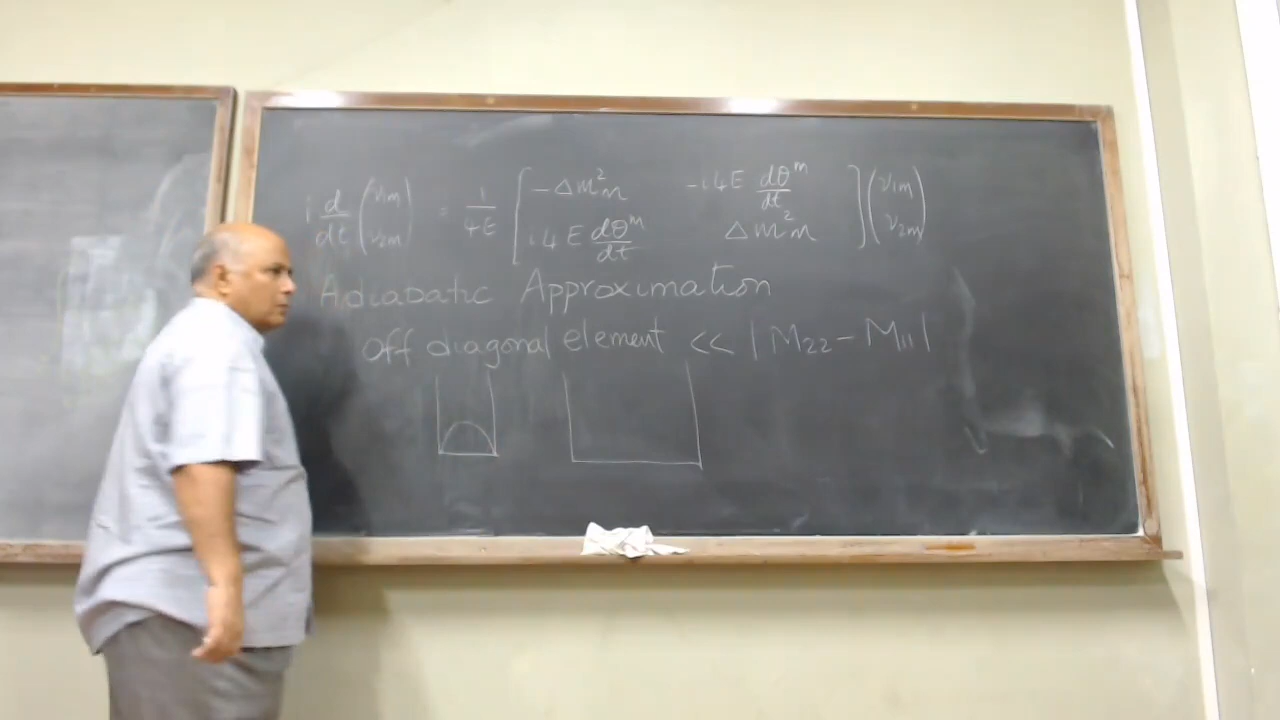 i d/dt (ν1m ν2m) = 1/4E [ -Δm²m   -i4E dθᵐ/dt ; i4E dθᵐ/dt   Δm²m ] (ν1m ν2m)
Adiabatic Approximation
Off diagonal element << | M22 - M11 |